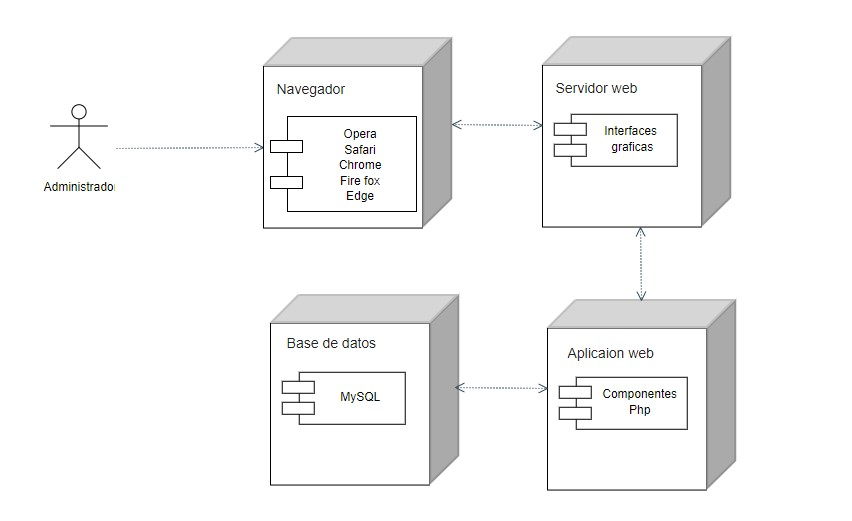 Administrado
Navegador
Opera
Safari
Chrome
Fire fox
Edge
Servidor web
Interfaces
graficas
Base de datos
MySQL
Aplicaion web
Componentes
Php